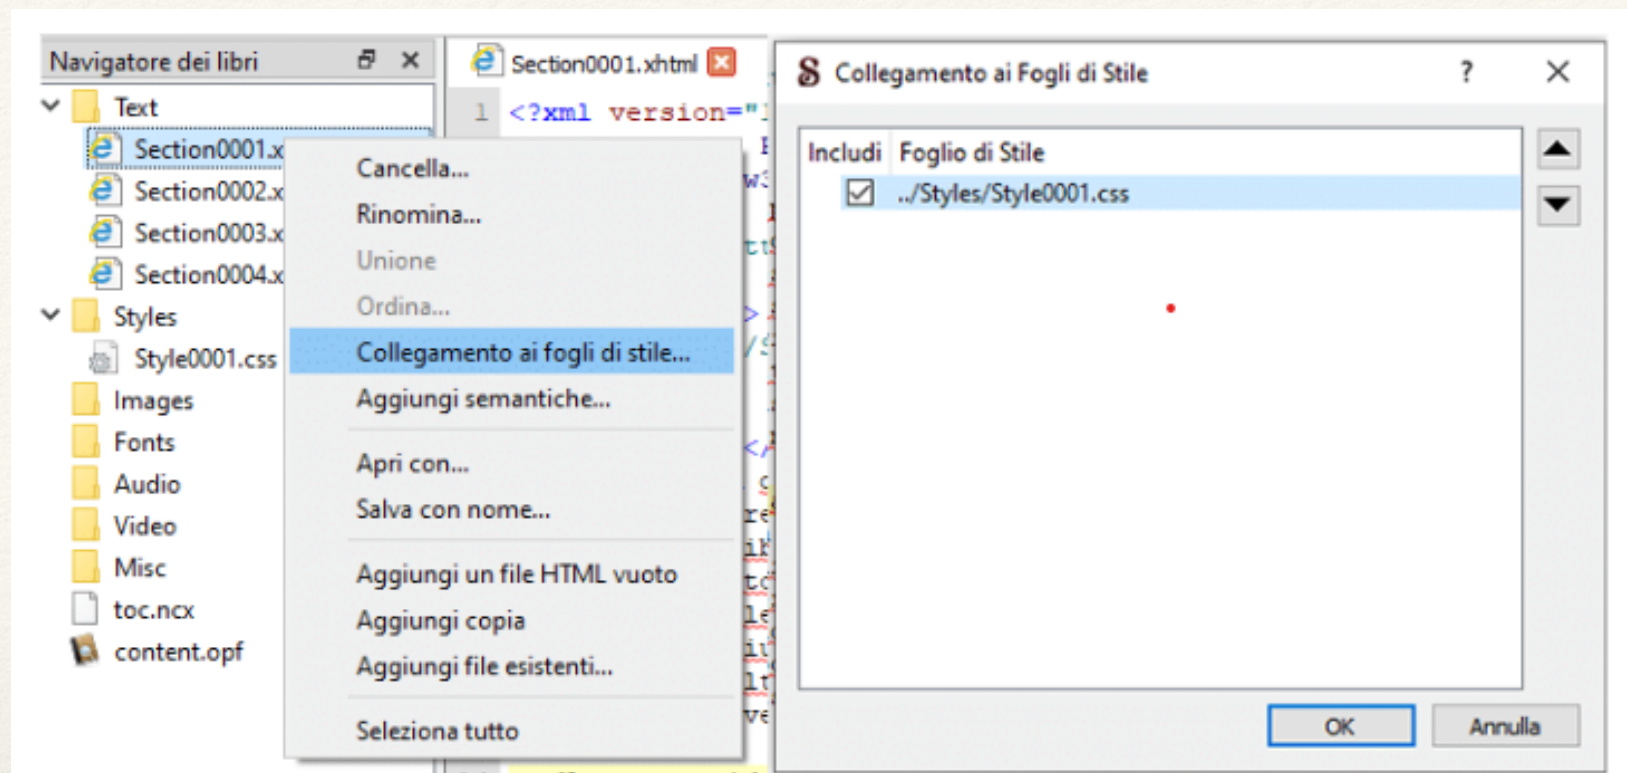 Navigatore dei libri
Text
Section0001.x
Section0002.x
Section0003.x
Section0004.x
Styles
Style0001.css
Images
Fonts
Audio
Video
Misc
toc.ncx
content.opf
Cancella...
Rinomina...
Unione
Ordina...
Collegamento ai fogli di stile...
Aggiungi semantiche...
Apri con...
Salva con nome...
Aggiungi un file HTML vuoto
Aggiungi copia
Aggiungi file esistenti...
Seleziona tutto
Section0001.xhtml
1 <?xml version="
Collegamento ai Fogli di Stile
Includi Foglio di Stile
../Styles/Style0001.css
OK
Annulla